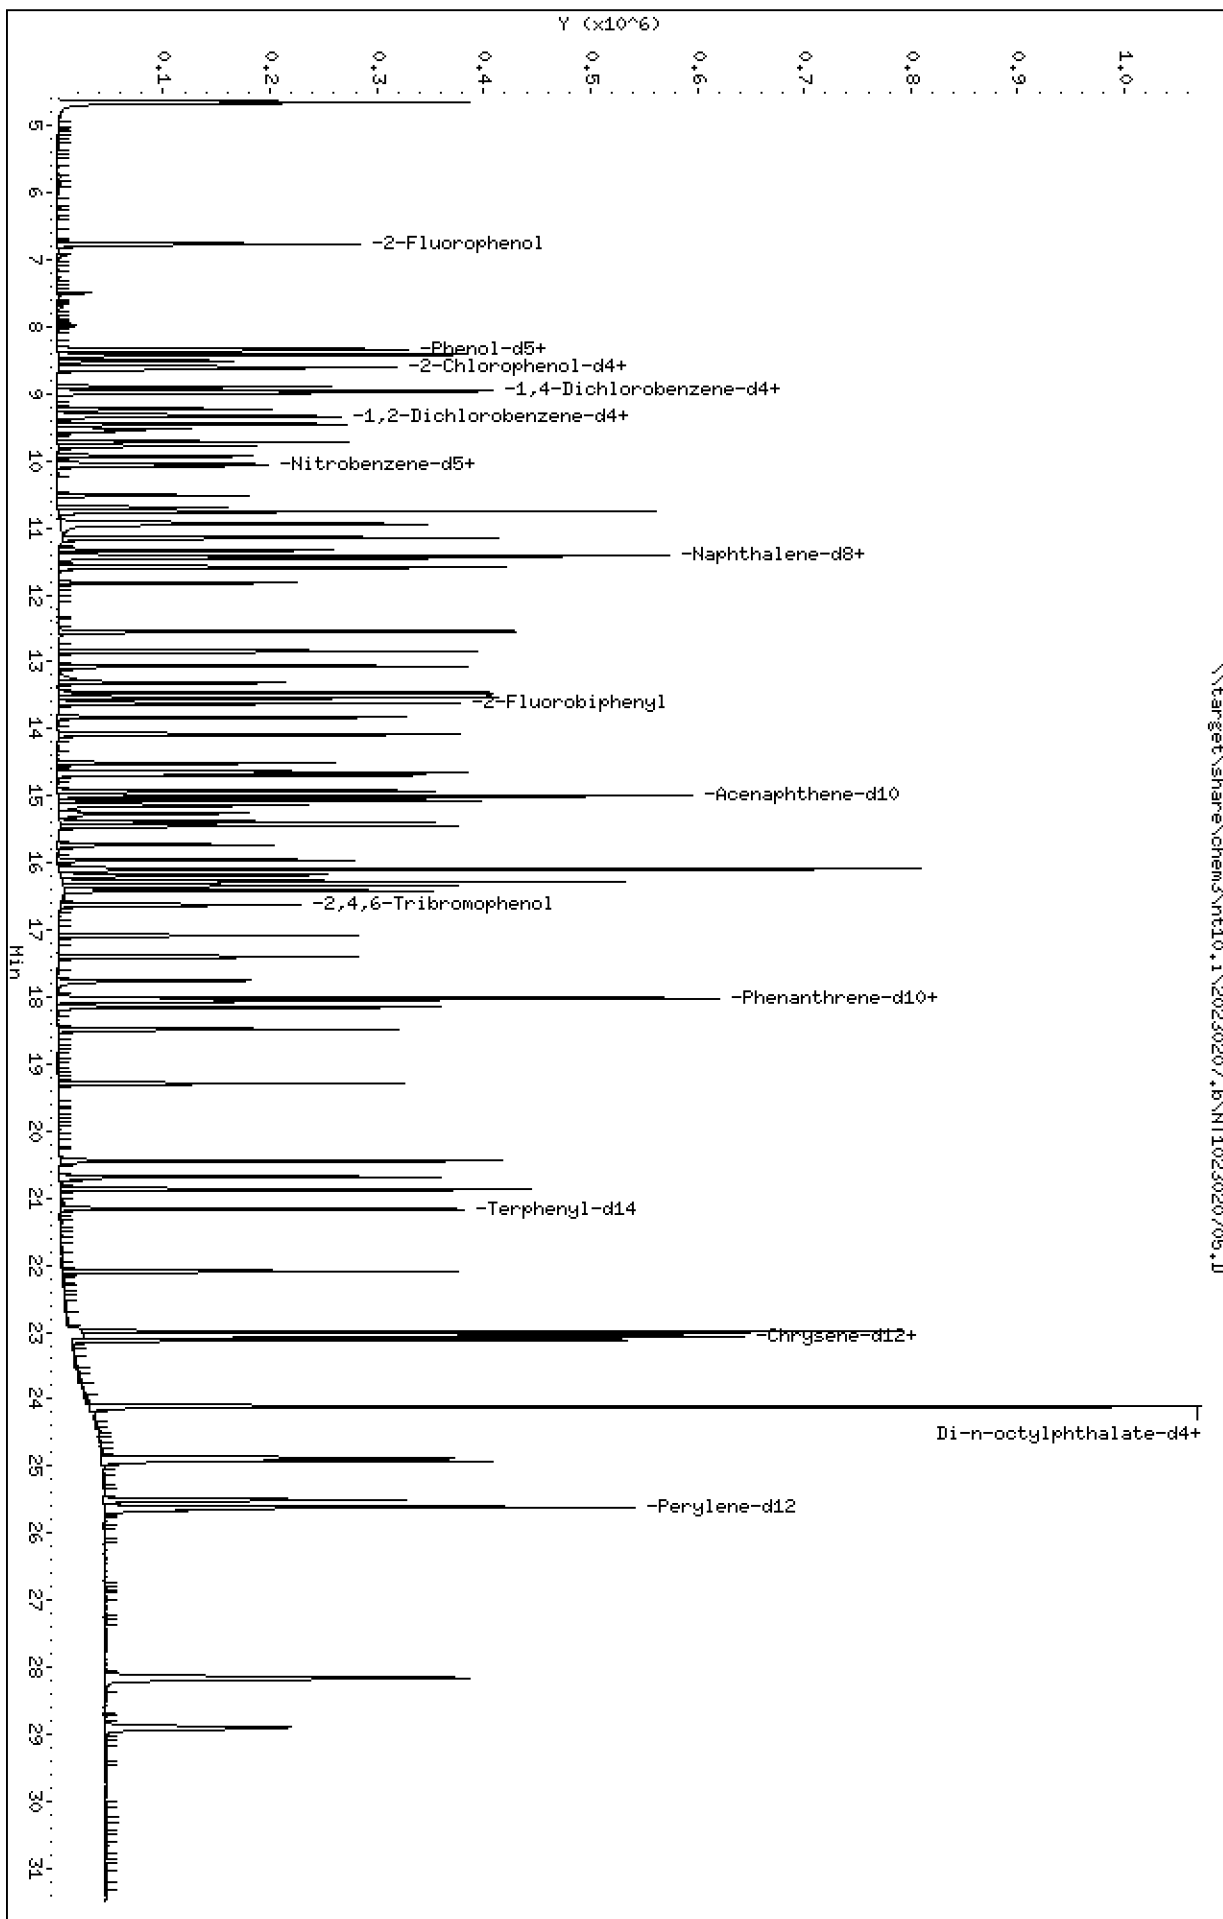 Y (x10^6)
0.1
0.2
0.3
0.4
0.5
0.6
0.7
0.8
0.9
1.0
5
6
7
8
9
10
11
12
13
14
15
16
17
18
19
20
21
22
23
24
25
26
27
28
29
30
31
Min
-2-Fluorophenol
-Phenol-d5+
-2-Chlorophenol-d4+
-1,4-Dichlorobenzene-d4+
-1,2-Dichlorobenzene-d4+
-Nitrobenzene-d5+
-Naphthalene-d8+
-2-Fluorobiphenyl
-Acenaphthene-d10
-2,4,6-Tribromophenol
-Phenanthrene-d10+
-Terphenyl-d14
-Chrysene-d12+
Di-n-octylphthalate-d4+
-Perylene-d12